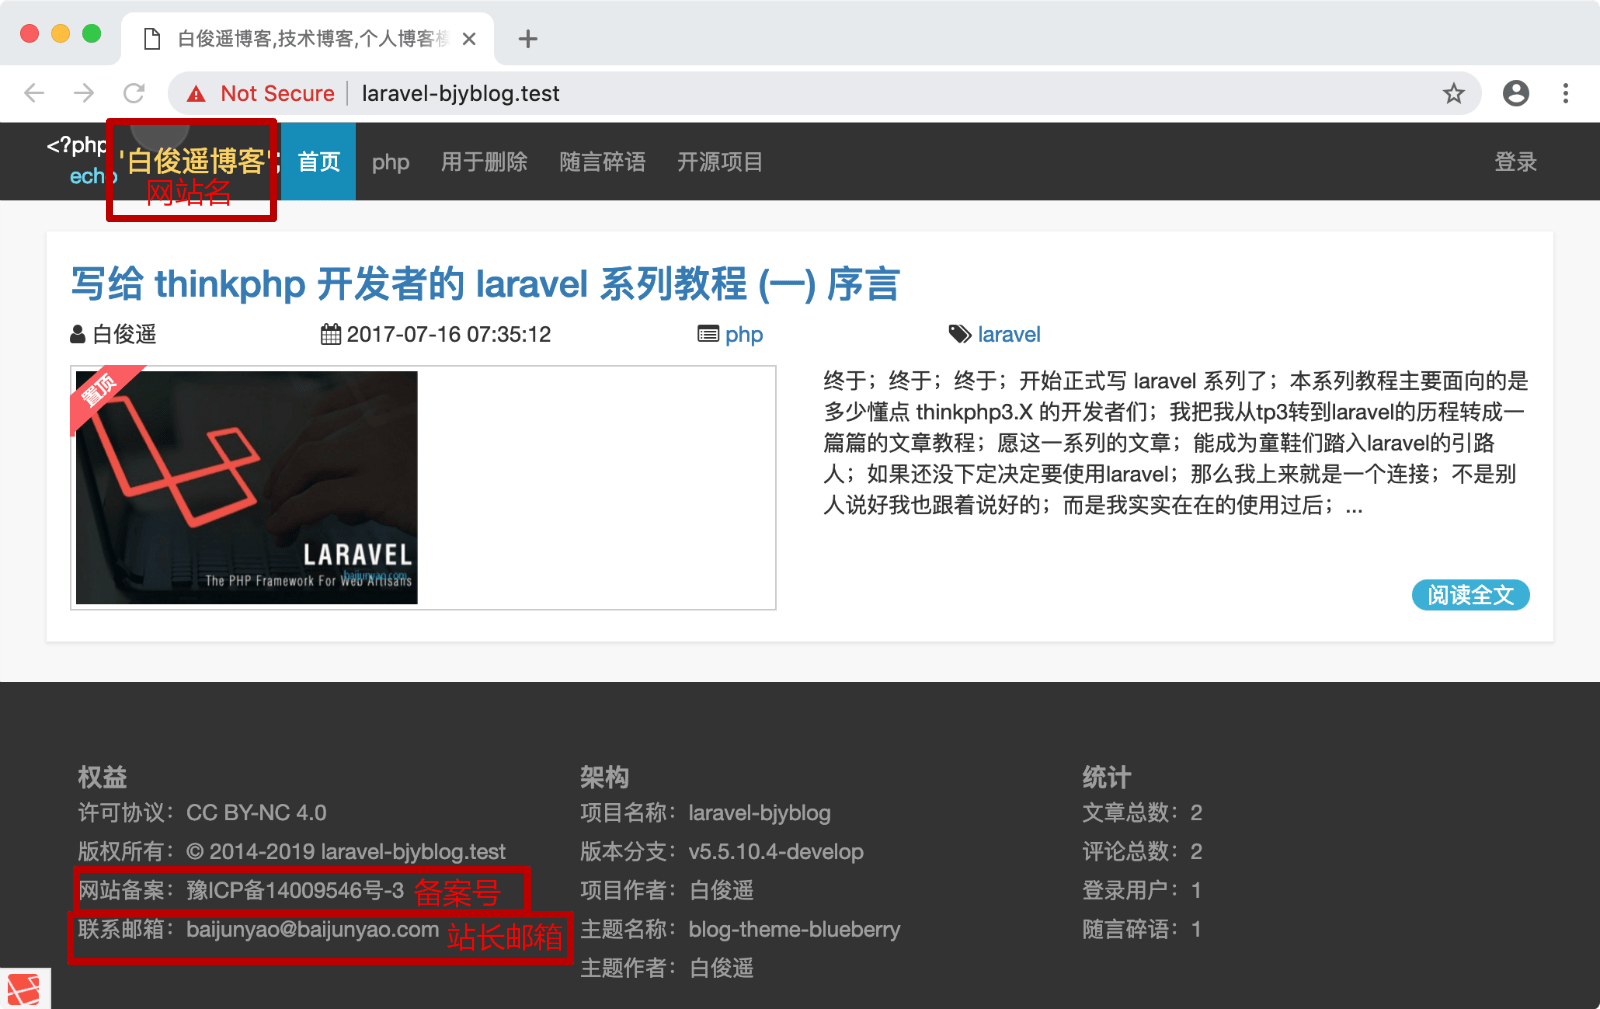 白俊遥博客,技术博客,个人博客
Not Secure
laravel-bjyblog.test
<?php
echo
'白俊遥博客';
网站名
首页
php
用于删除
随言碎语
开源项目
登录
写给 thinkphp 开发者的 laravel 系列教程 (一) 序言
白俊遥
2017-07-16 07:35:12
php
laravel
置顶
LARAVEL
The PHP Framework For Web Artisans
baijunyao.com
终于；终于；终于；开始正式写 laravel 系列了；本系列教程主要面向的是
多少懂点 thinkphp3.X 的开发者们；我把我从tp3转到laravel的历程转成一
篇篇的文章教程；愿这一系列的文章；能成为童鞋们踏入laravel的引路
人；如果还没下定决定要使用laravel；那么我上来就是一个连接；不是别
人说好我也跟着说好的；而是我实实在在的使用过后；...
阅读全文
权益
许可协议：CC BY-NC 4.0
版权所有：© 2014-2019 laravel-bjyblog.test
网站备案：豫ICP备14009546号-3
备案号
联系邮箱：baijunyao@baijunyao.com
站长邮箱
架构
项目名称：laravel-bjyblog
版本分支：v5.5.10.4-develop
项目作者：白俊遥
主题名称：blog-theme-blueberry
主题作者：白俊遥
统计
文章总数：2
评论总数：2
登录用户：1
随言碎语：1